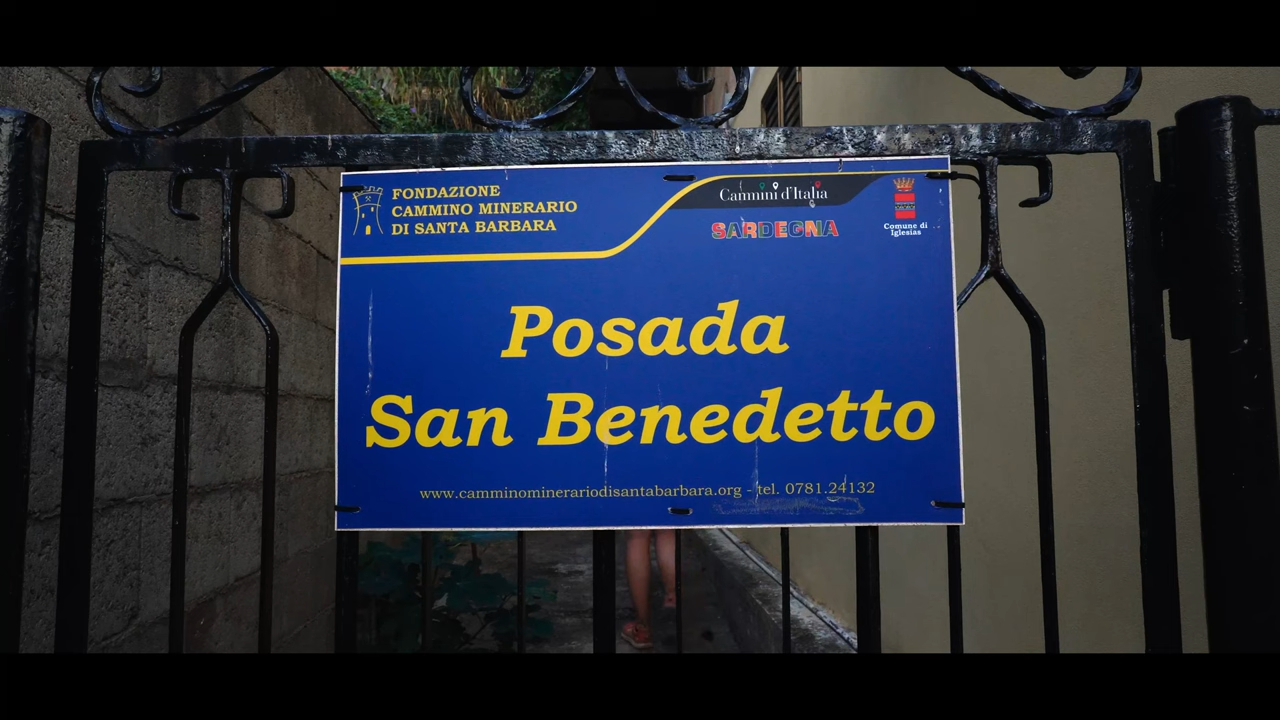 FONDAZIONE
CAMMINO MINERARIO
DI SANTA BARBARA
Cammini d'Italia
SARDEGNA
Comune di
Iglesias
Posada
San Benedetto
www.camminominerariodisantabarbara.org - tel. 0781.24132